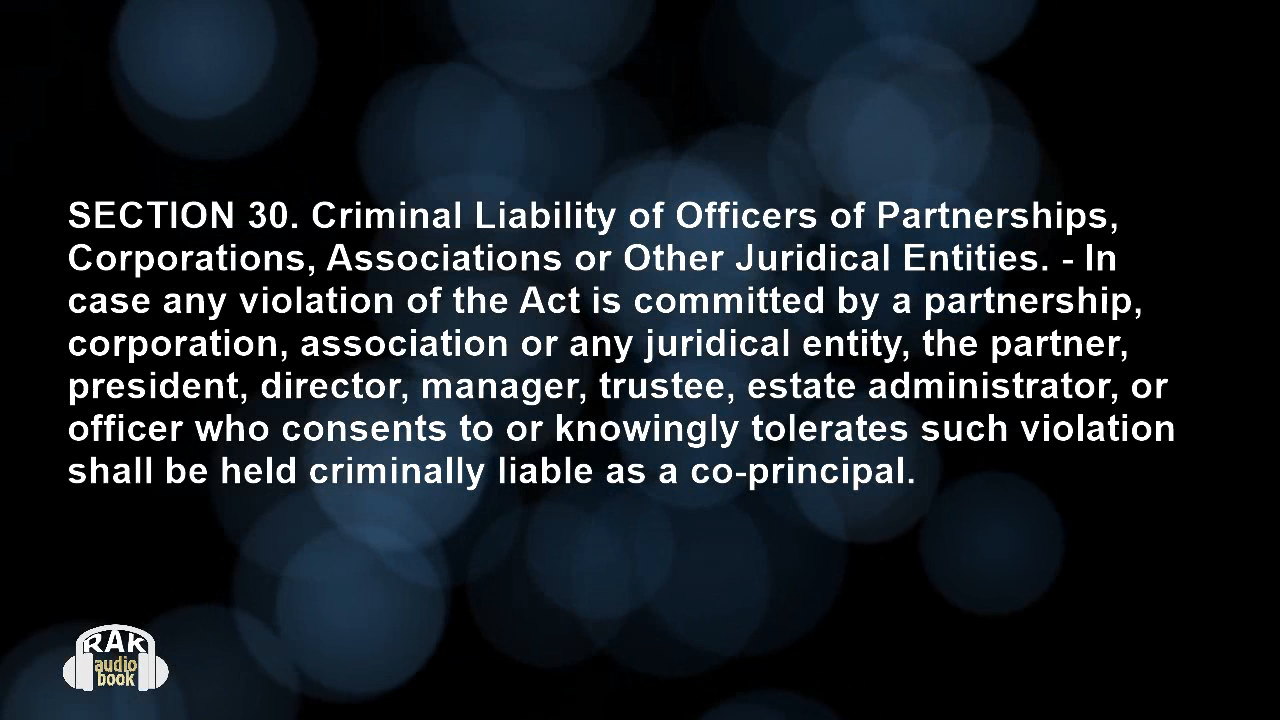 SECTION 30. Criminal Liability of Officers of Partnerships,
Corporations, Associations or Other Juridical Entities. - In
case any violation of the Act is committed by a partnership,
corporation, association or any juridical entity, the partner,
president, director, manager, trustee, estate administrator, or
officer who consents to or knowingly tolerates such violation
shall be held criminally liable as a co-principal.
RAK
audio
book